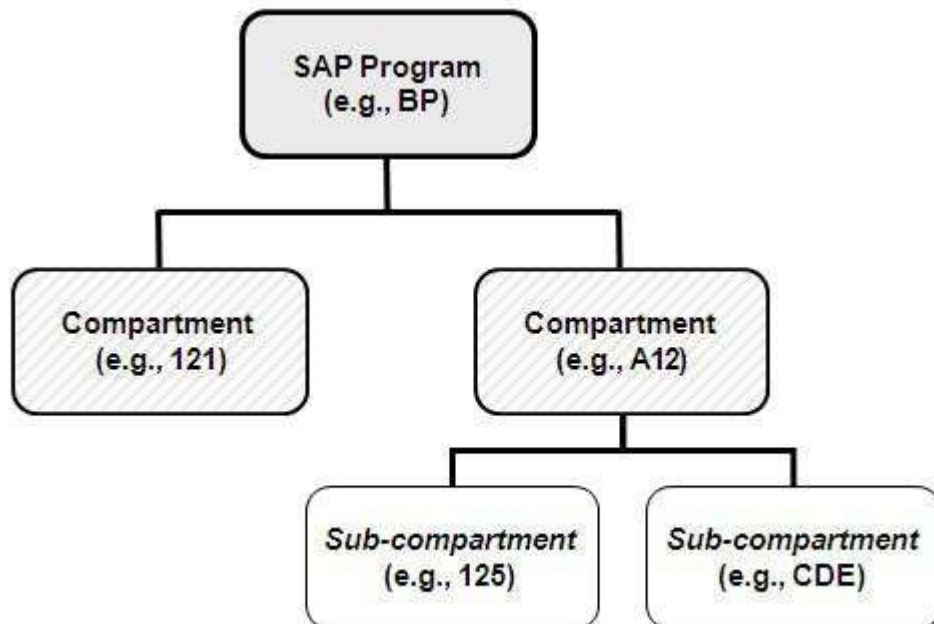 SAP Program
(e.g., BP)
Compartment
(e.g., 121)
Compartment
(e.g., A12)
Sub-compartment
(e.g., 125)
Sub-compartment
(e.g., CDE)